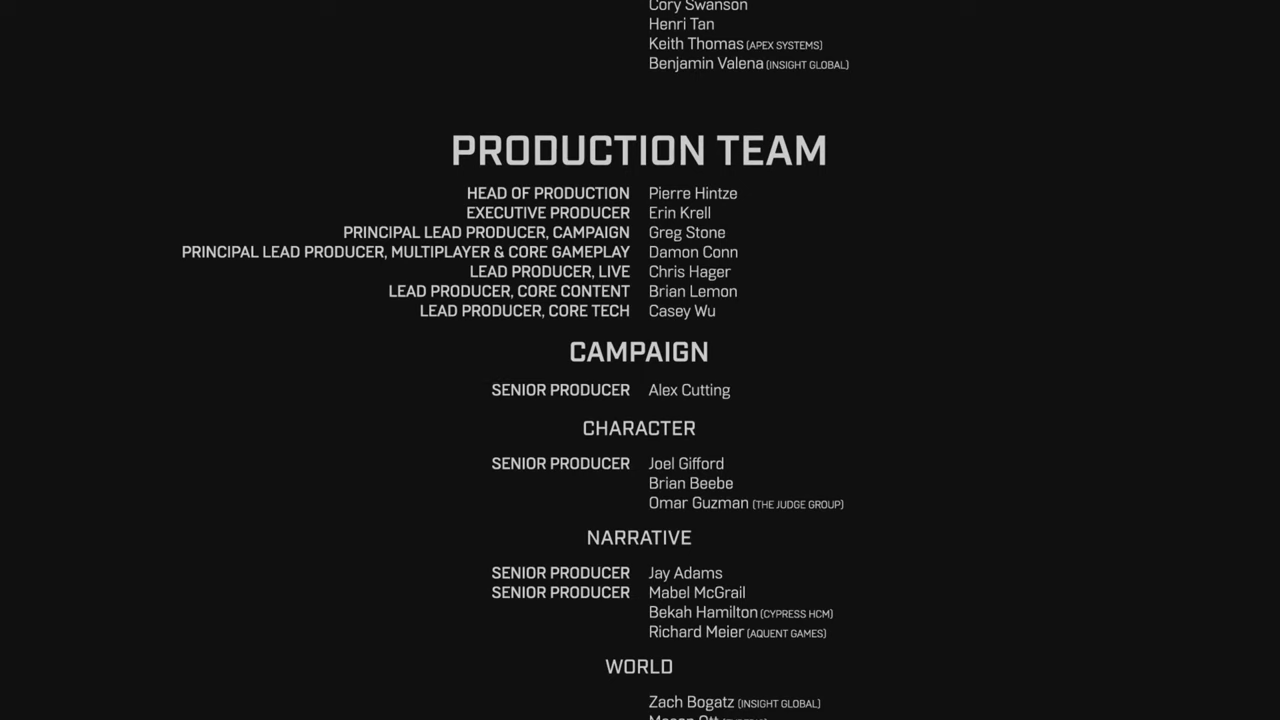 Cory Swanson
Henri Tan
Keith Thomas (APEX SYSTEMS)
Benjamin Valena (INSIGHT GLOBAL)
PRODUCTION TEAM
HEAD OF PRODUCTION Pierre Hintze
EXECUTIVE PRODUCER Erin Krell
PRINCIPAL LEAD PRODUCER, CAMPAIGN Greg Stone
PRINCIPAL LEAD PRODUCER, MULTIPLAYER & CORE GAMEPLAY Damon Conn
LEAD PRODUCER, LIVE Chris Hager
LEAD PRODUCER, CORE CONTENT Brian Lemon
LEAD PRODUCER, CORE TECH Casey Wu
CAMPAIGN
SENIOR PRODUCER Alex Cutting
CHARACTER
SENIOR PRODUCER Joel Gifford
Brian Beebe
Omar Guzman (THE JUDGE GROUP)
NARRATIVE
SENIOR PRODUCER Jay Adams
SENIOR PRODUCER Mabel McGrail
Bekah Hamilton (CYPRESS HCM)
Richard Meier (AQUENT GAMES)
WORLD
Zach Bogatz (INSIGHT GLOBAL)